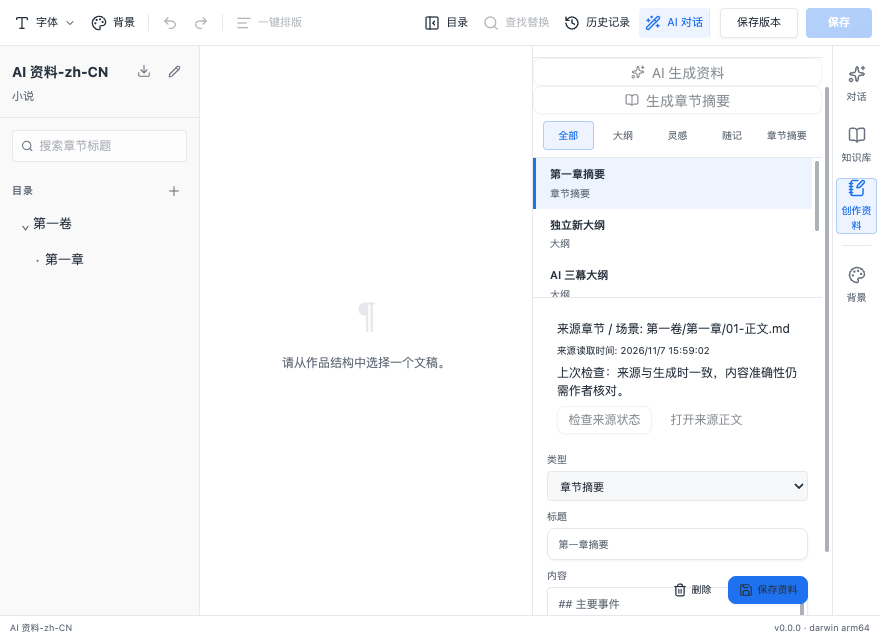 字体
背景
一键排版
目录
查找替换
历史记录
AI 对话
保存版本
保存
AI 资料-zh-CN
小说
搜索章节标题
目录
第一卷
· 第一章
¶
请从作品结构中选择一个文稿。
AI 生成资料
生成章节摘要
全部
大纲
灵感
随记
章节摘要
第一章摘要
章节摘要
独立新大纲
大纲
AI 三幕大纲
大纲
来源章节 / 场景: 第一卷/第一章/01-正文.md
来源读取时间: 2026/11/7 15:59:02
上次检查：来源与生成时一致，内容准确性仍
需作者核对。
检查来源状态
打开来源正文
类型
章节摘要
标题
第一章摘要
内容
删除
保存资料
## 主要事件
对话
知识库
创作资
料
背景
AI 资料-zh-CN
v0.0.0 · darwin arm64